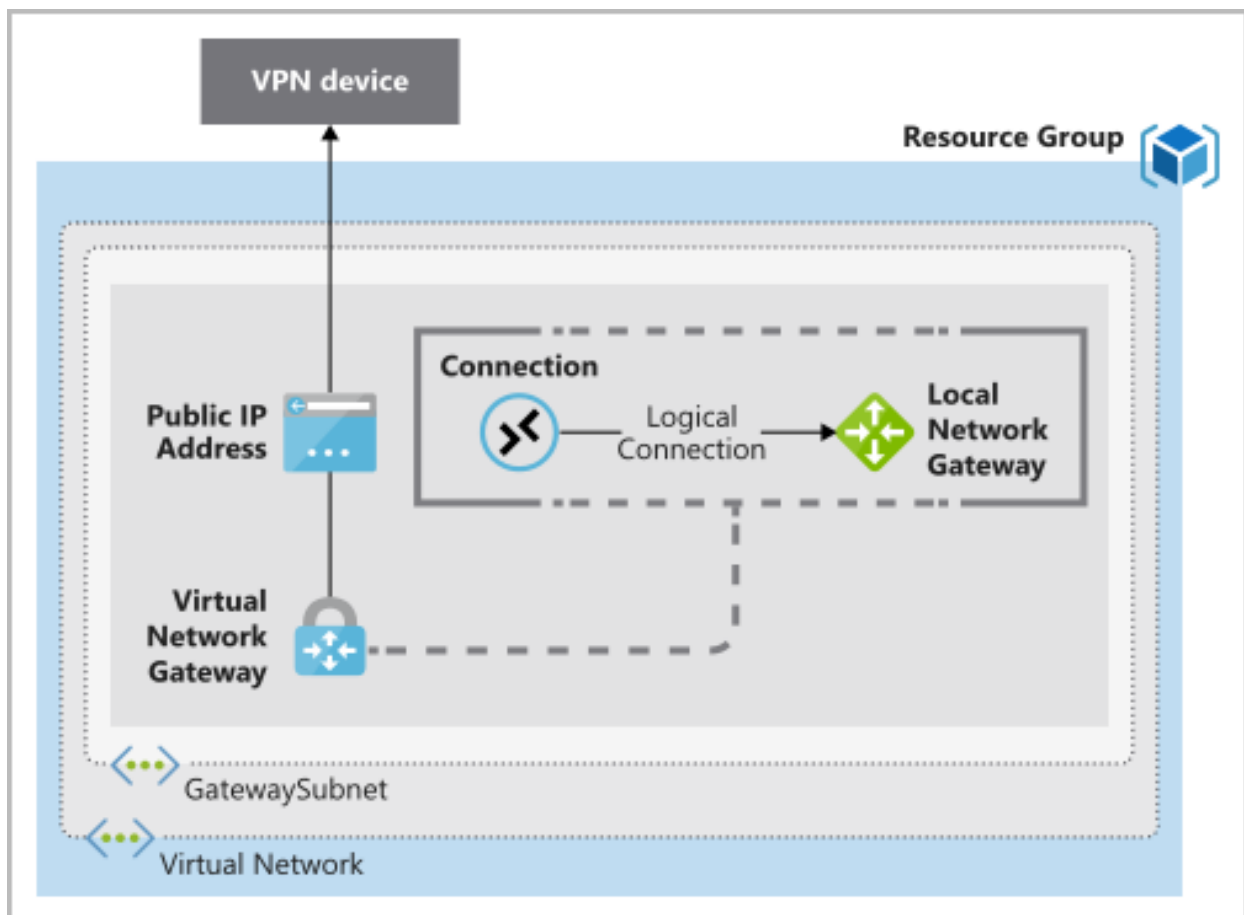 VPN device
Resource Group
Connection
Public IP
Address
Logical
Connection
Local
Network
Gateway
Virtual
Network
Gateway
GatewaySubnet
Virtual Network